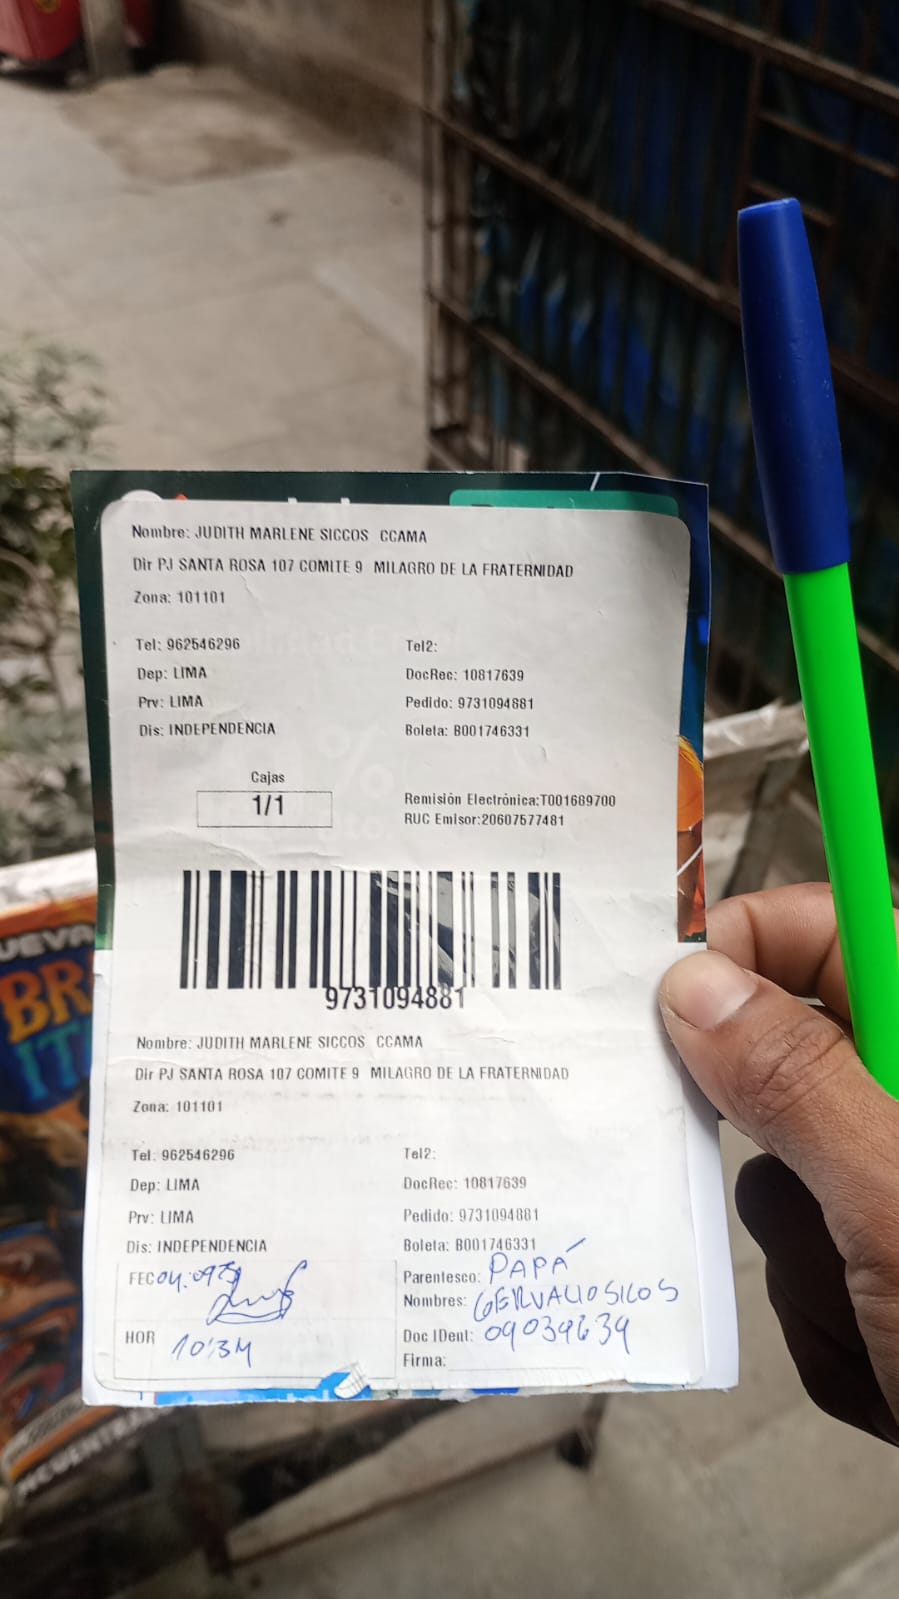 Nombre: JUDITH MARLENE SICCOS CCAMA
Dir PJ SANTA ROSA 107 COMITE 9 MILAGRO DE LA FRATERNIDAD
Zona: 101101
Tel: 962546296 Tel2:
Dep: LIMA DocRec: 10817639
Prv: LIMA Pedido: 9731094881
Dis: INDEPENDENCIA Boleta: B001746331
Cajas
1/1
Remisión Electrónica:T001689700
RUC Emisor:20607577481
9731094881
Nombre: JUDITH MARLENE SICCOS CCAMA
Dir PJ SANTA ROSA 107 COMITE 9 MILAGRO DE LA FRATERNIDAD
Zona: 101101
Tel: 962546296 Tel2:
Dep: LIMA DocRec: 10817639
Prv: LIMA Pedido: 9731094881
Dis: INDEPENDENCIA Boleta: B001746331
FEC Parentesco: PAPÁ
Nombres:
HOR 10:34 Doc IDent: 09039639
Firma: